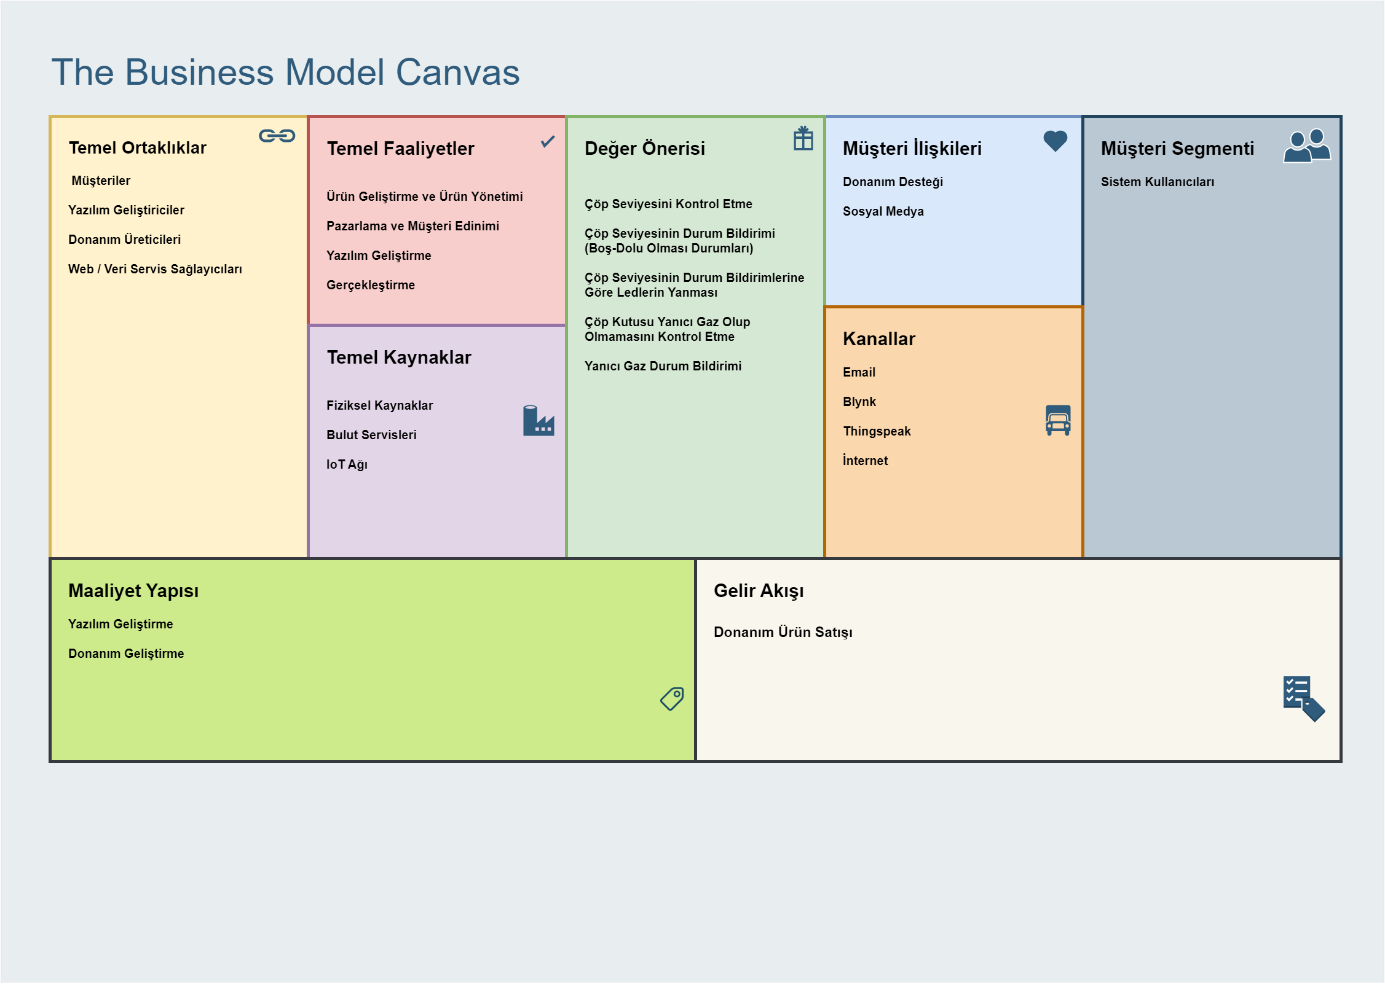 The Business Model Canvas
Temel Ortaklıklar
Müşteriler
Yazılım Geliştiriciler
Donanım Üreticileri
Web / Veri Servis Sağlayıcıları
Temel Faaliyetler
Ürün Geliştirme ve Ürün Yönetimi
Pazarlama ve Müşteri Edinimi
Yazılım Geliştirme
Gerçekleştirme
Temel Kaynaklar
Fiziksel Kaynaklar
Bulut Servisleri
IoT Ağı
Değer Önerisi
Çöp Seviyesini Kontrol Etme
Çöp Seviyesinin Durum Bildirimi
(Boş-Dolu Olması Durumları)
Çöp Seviyesinin Durum Bildirimlerine
Göre Ledlerin Yanması
Çöp Kutusu Yanıcı Gaz Olup
Olmamasını Kontrol Etme
Yanıcı Gaz Durum Bildirimi
Müşteri İlişkileri
Donanım Desteği
Sosyal Medya
Kanallar
Email
Blynk
Thingspeak
İnternet
Müşteri Segmenti
Sistem Kullanıcıları
Maaliyet Yapısı
Yazılım Geliştirme
Donanım Geliştirme
Gelir Akışı
Donanım Ürün Satışı